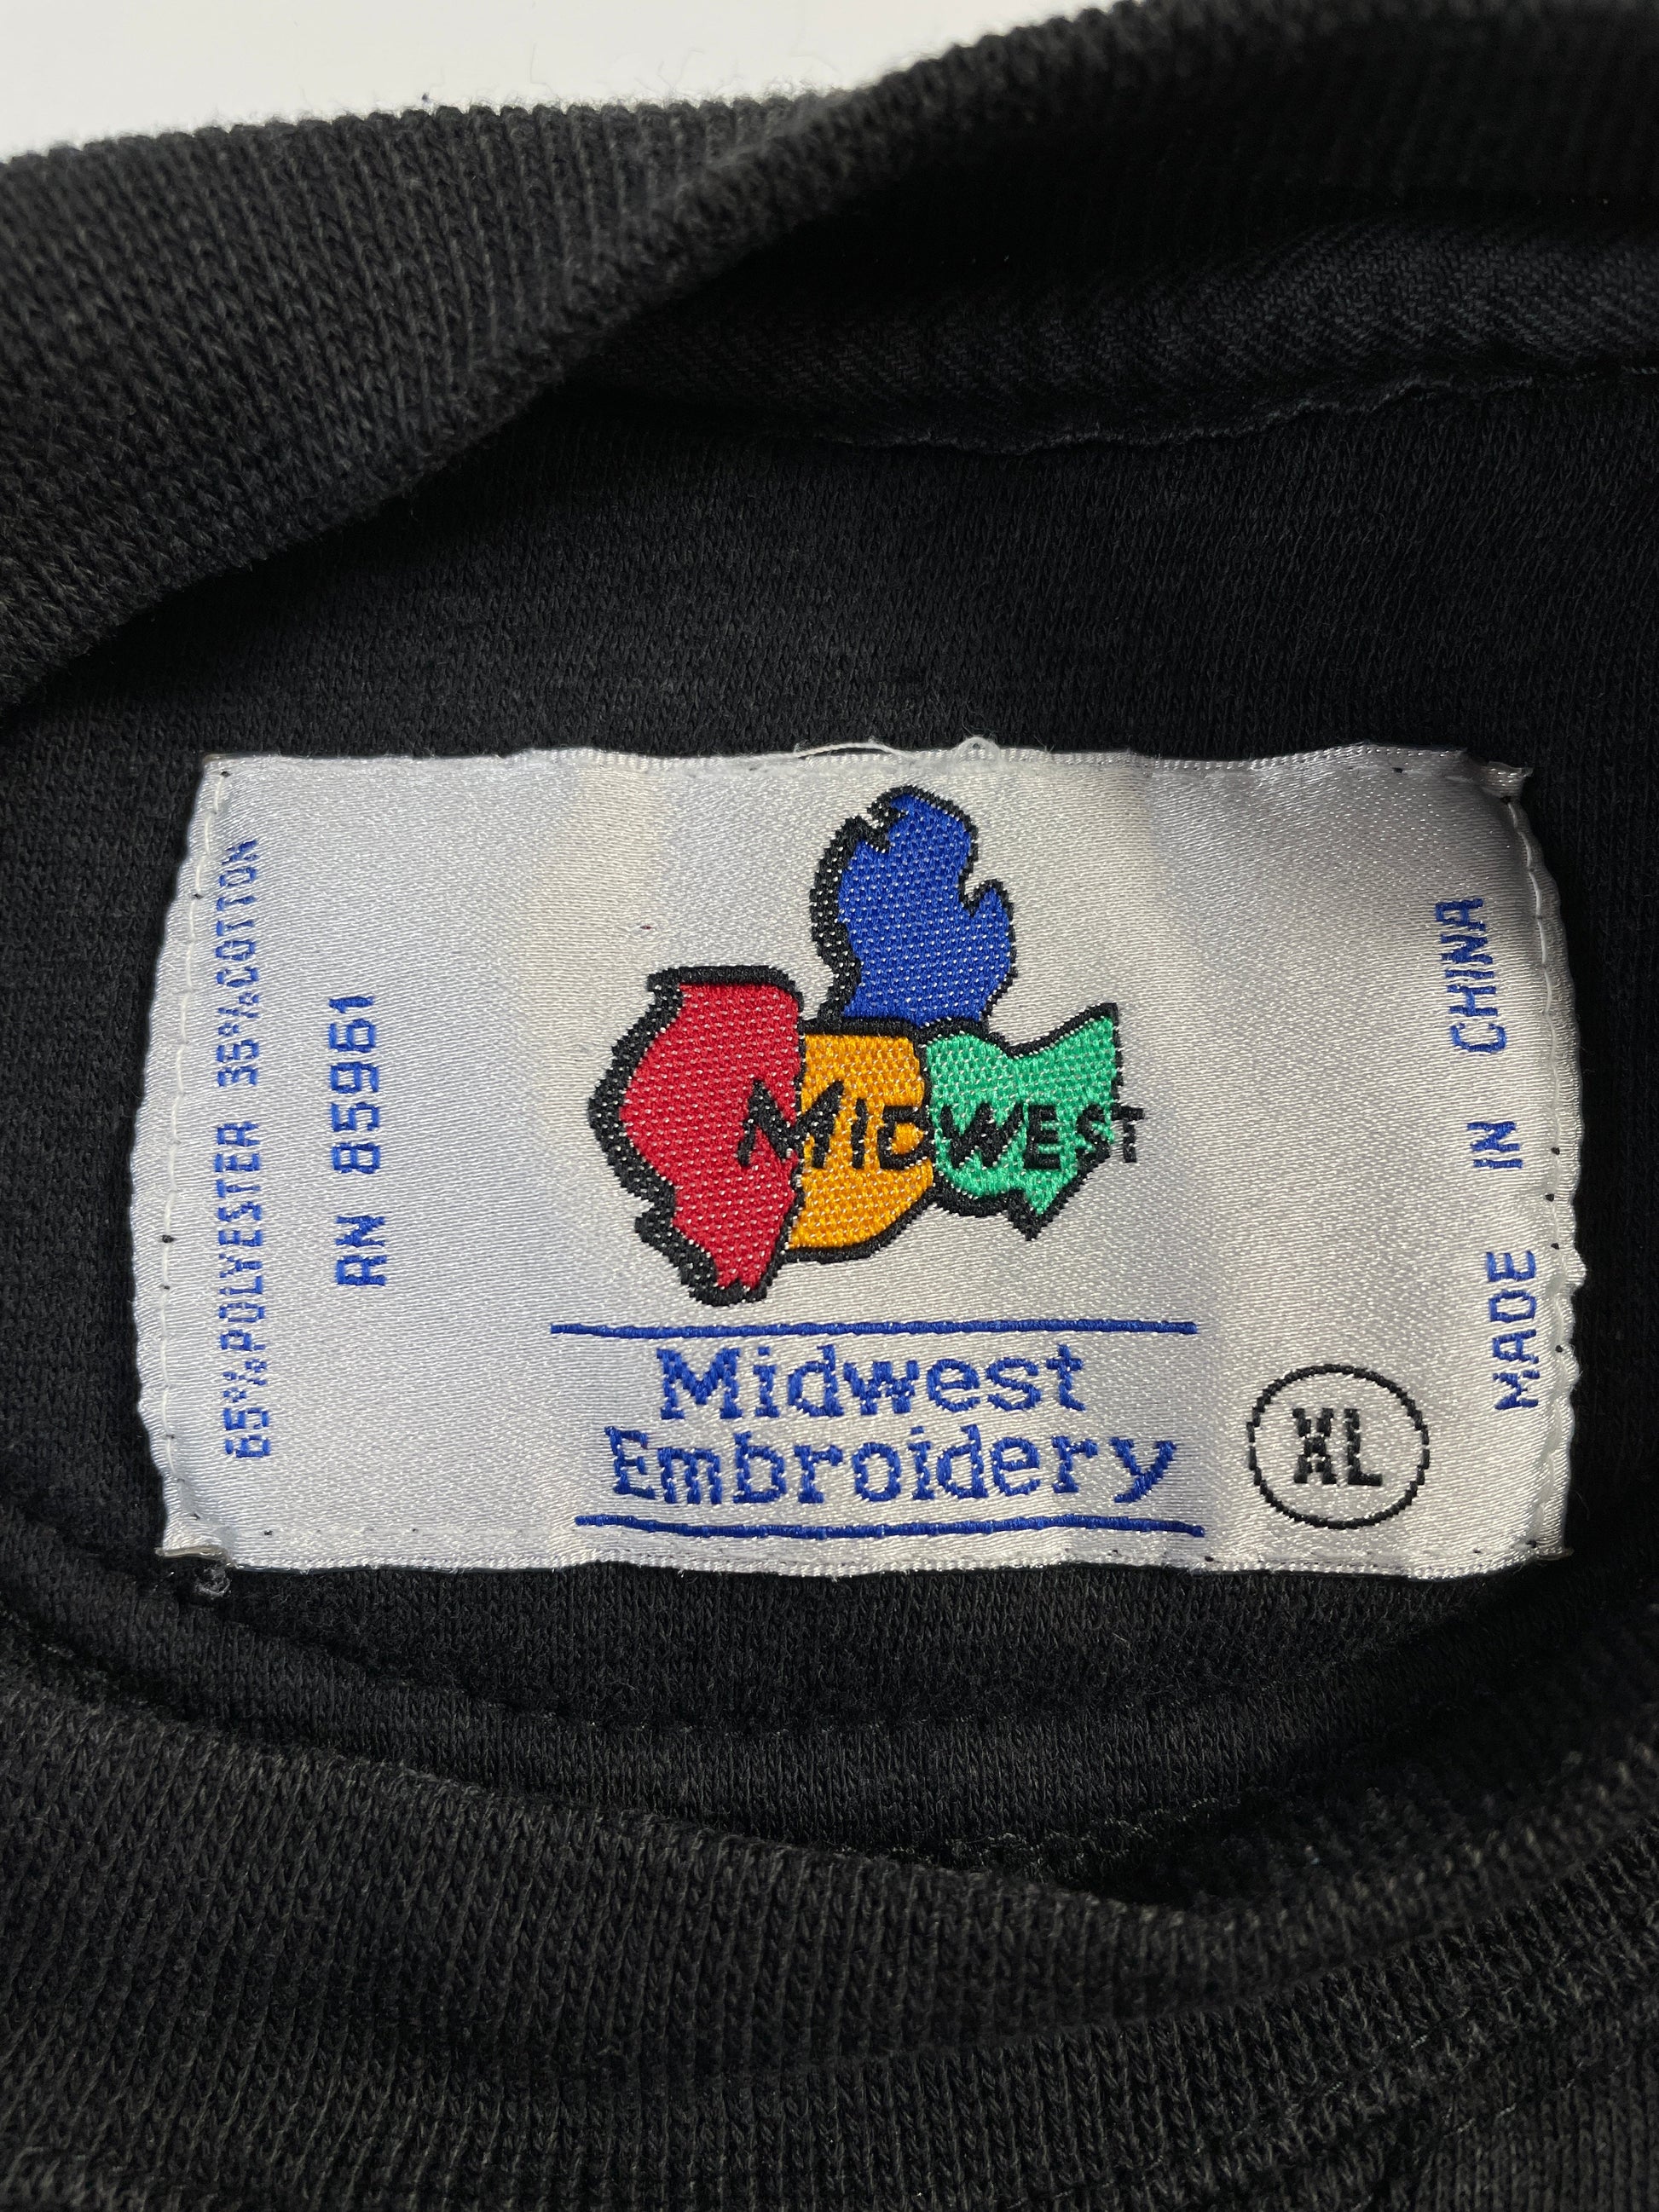 65%POLYESTER 35%COTTON
RN 85961
MIDWEST
Midwest
Embroidery
XL
MADE IN CHINA